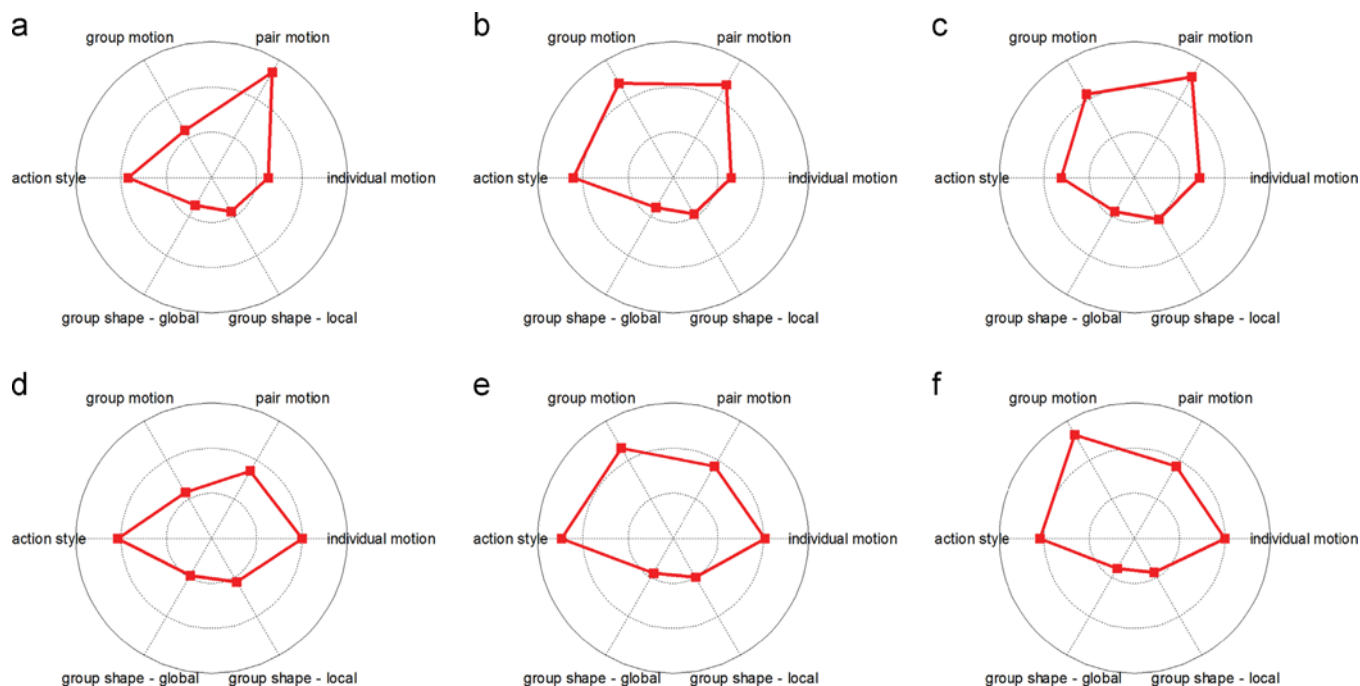 a
group motion pair motion
action style individual motion
group shape - global group shape - local
b
group motion pair motion
action style individual motion
group shape - global group shape - local
c
group motion pair motion
action style individual motion
group shape - global group shape - local
d
group motion pair motion
action style individual motion
group shape - global group shape - local
e
group motion pair motion
action style individual motion
group shape - global group shape - local
f
group motion pair motion
action style individual motion
group shape - global group shape - local